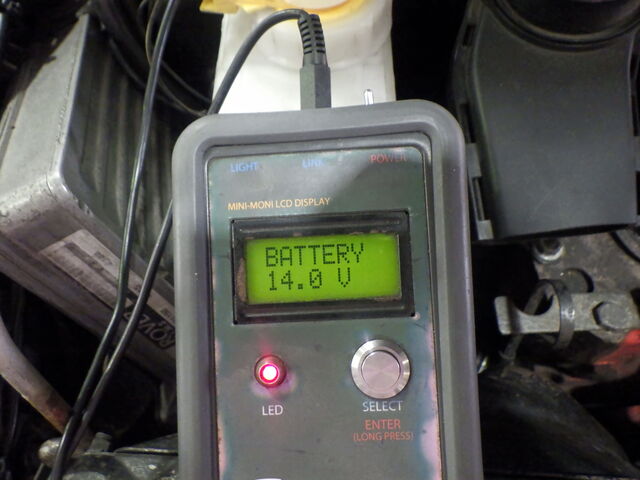 LIGHT LINK POWER
MINI-MONI LCD DISPLAY
BATTERY
14.0 V
LED
SELECT
ENTER
(LONG PRESS)